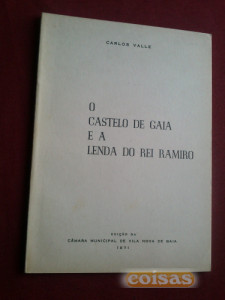 CARLOS VALLE
O
CASTELO DE GAIA
E A
LENDA DO REI RAMIRO
EDIÇÃO DA
CÂMARA MUNICIPAL DE VILA NOVA DE GAIA
coisas